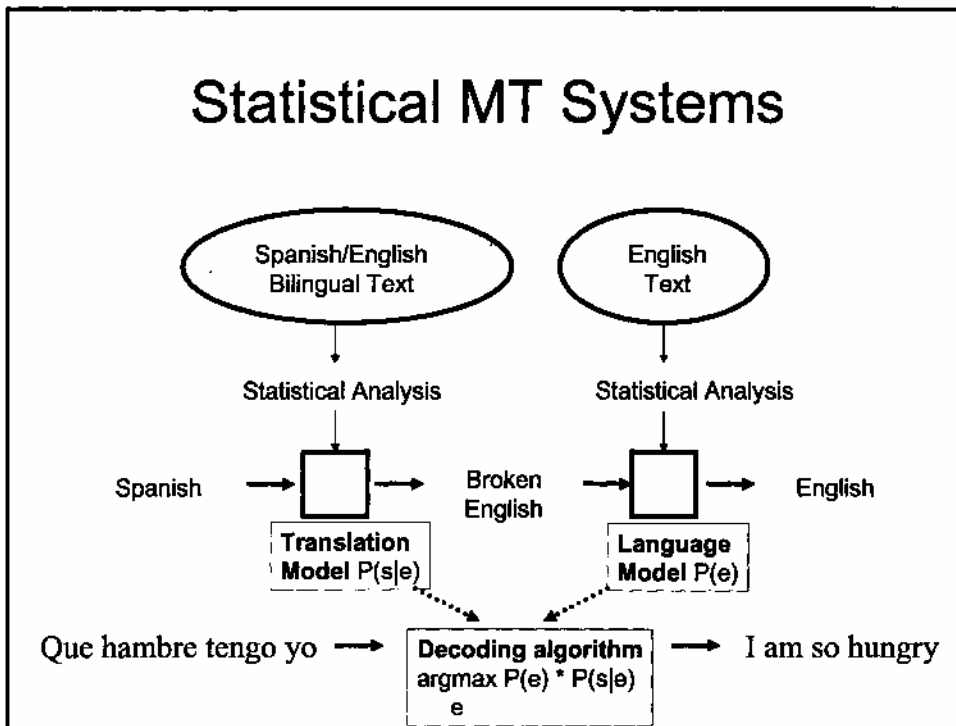 Statistical MT Systems
Spanish/English
Bilingual Text
English
Text
Statistical Analysis
Statistical Analysis
Spanish
Broken
English
English
Translation
Model P(s|e)
Language
Model P(e)
Que hambre tengo yo
Decoding algorithm
argmax P(e) * P(s|e)
e
I am so hungry